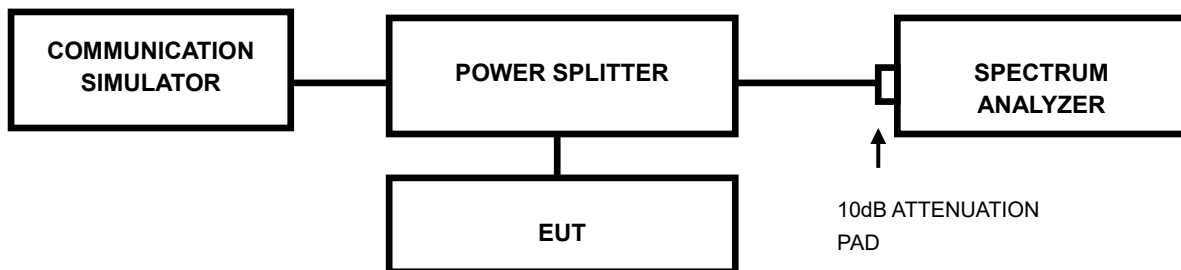 COMMUNICATION
SIMULATOR
POWER SPLITTER
SPECTRUM
ANALYZER
EUT
10dB ATTENUATION
PAD